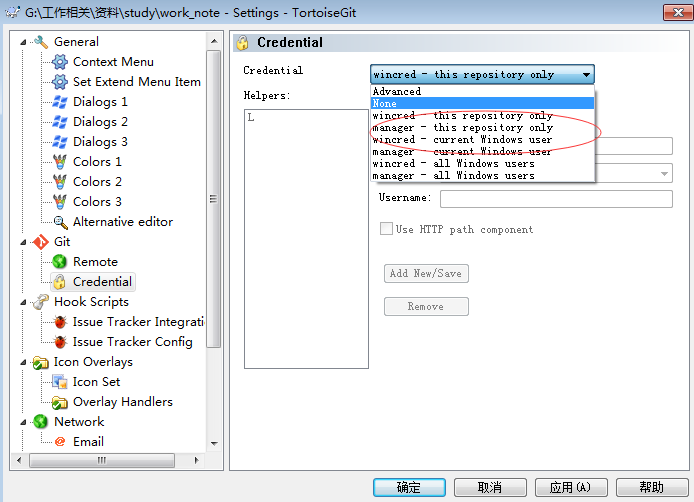 G:\工作相关\资料\study\work_note - Settings - TortoiseGit
General
Context Menu
Set Extend Menu Item
Dialogs 1
Dialogs 2
Dialogs 3
Colors 1
Colors 2
Colors 3
Alternative editor
Git
Remote
Credential
Hook Scripts
Issue Tracker Integrati
Issue Tracker Config
Icon Overlays
Icon Set
Overlay Handlers
Network
Email
Credential
Credential
wincred - this repository only
Advanced
None
wincred - this repository only
manager - this repository only
wincred - current Windows user
manager - current Windows user
wincred - all Windows users
manager - all Windows users
Helpers:
L
Username:
Use HTTP path component
Add New/Save
Remove
确定
取消
应用(A)
帮助